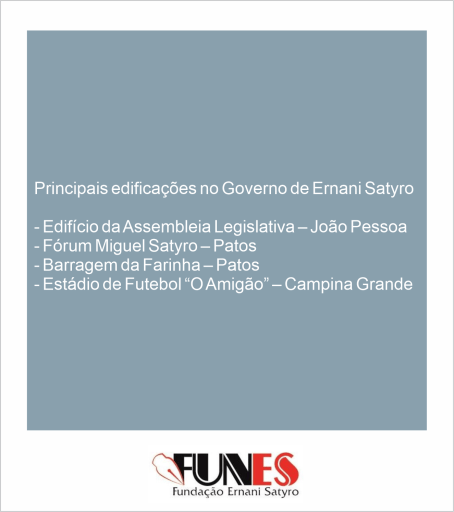 Principais edificações no Governo de Ernani Satyro
- Edifício da Assembleia Legislativa – João Pessoa
- Fórum Miguel Satyro – Patos
- Barragem da Farinha – Patos
- Estádio de Futebol “O Amigão” – Campina Grande
FUNES
Fundação Ernani Satyro